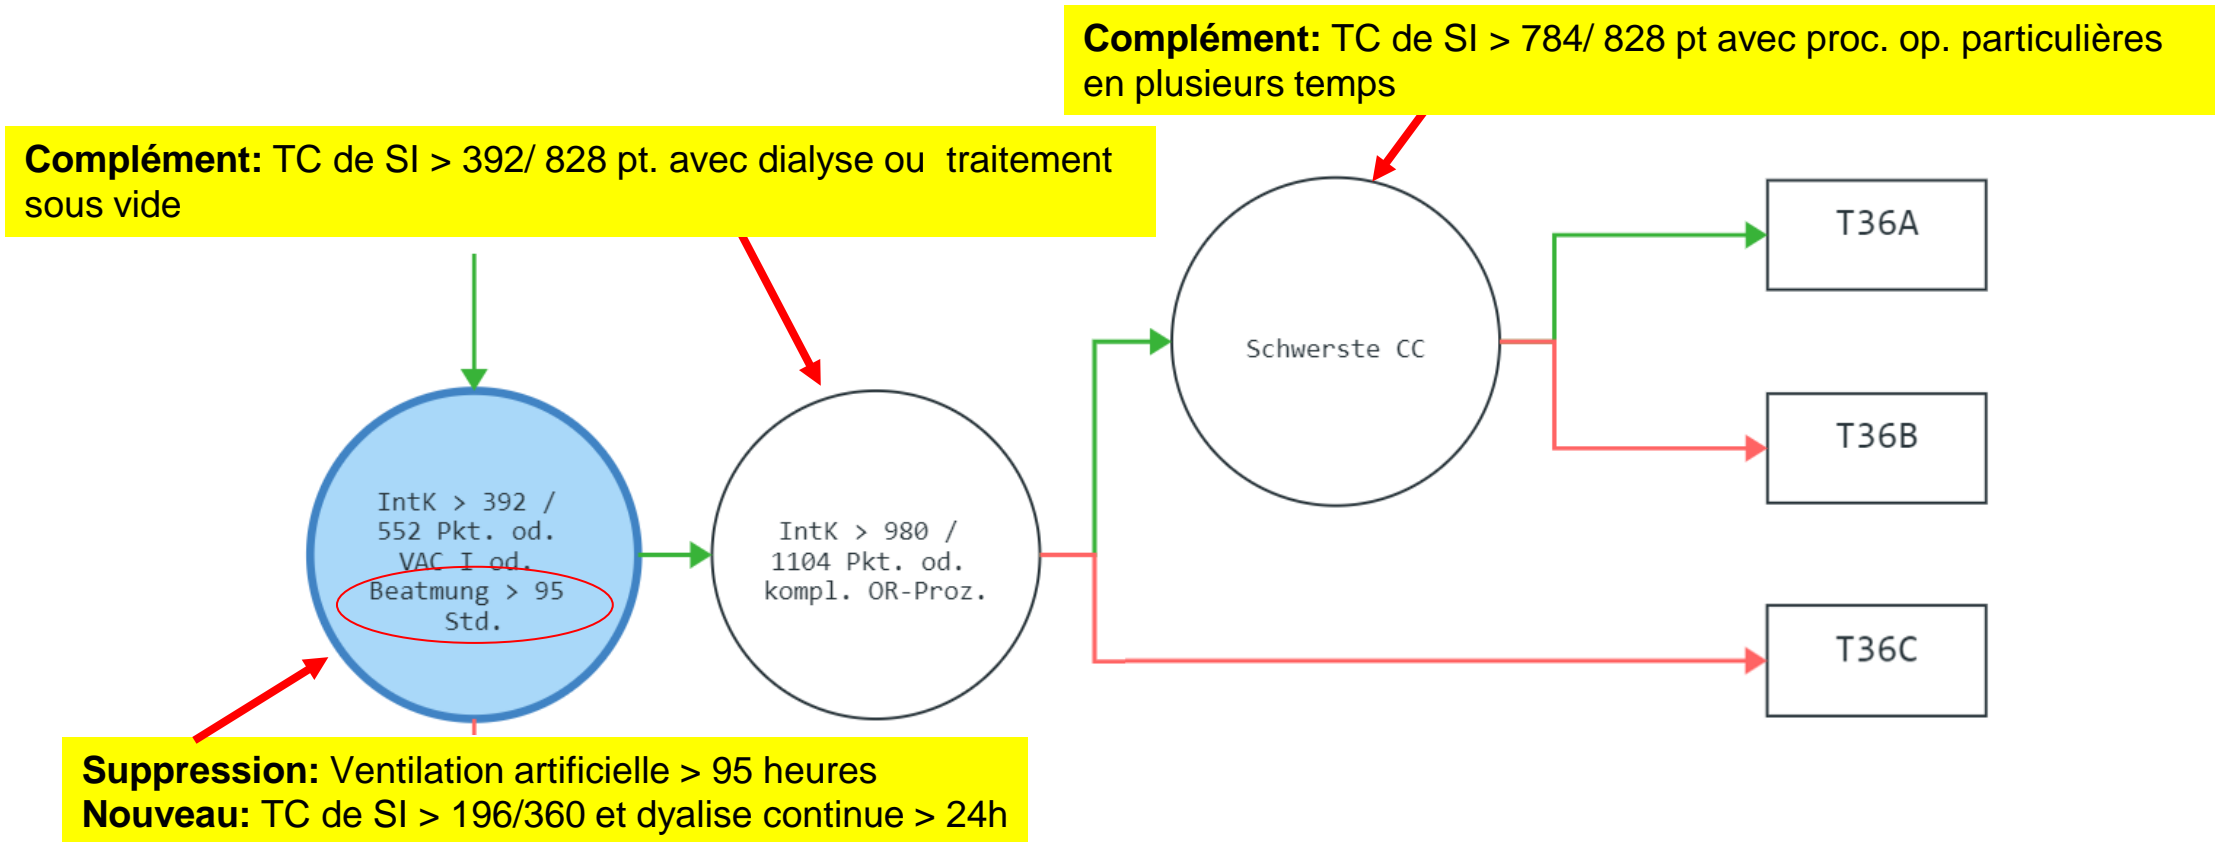 Complément: TC de SI > 784/ 828 pt avec proc. op. particulières
en plusieurs temps
Complément: TC de SI > 392/ 828 pt. avec dialyse ou  traitement
sous vide
T36A
Schwerste CC
T36B
IntK > 392 /
552 Pkt. od.
VAC I od.
Beatmung > 95
Std.
IntK > 980 /
1104 Pkt. od.
kompl. OR-Proz.
T36C
Suppression: Ventilation artificielle > 95 heures
Nouveau: TC de SI > 196/360 et dyalise continue > 24h